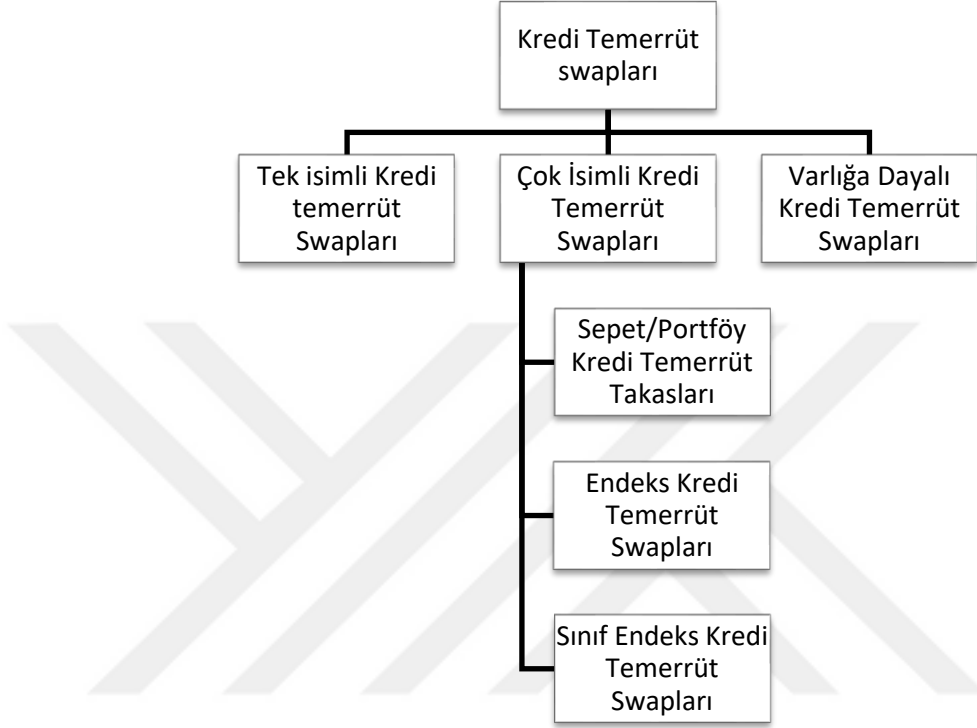 Kredi Temerrüt
swapları
Tek isimli Kredi
temerrüt
Swapları
Çok İsimli Kredi
Temerrüt
Swapları
Varlığa Dayalı
Kredi Temerrüt
Swapları
Sepet/Portföy
Kredi Temerrüt
Takasları
Endeks Kredi
Temerrüt
Swapları
Sınıf Endeks Kredi
Temerrüt
Swapları